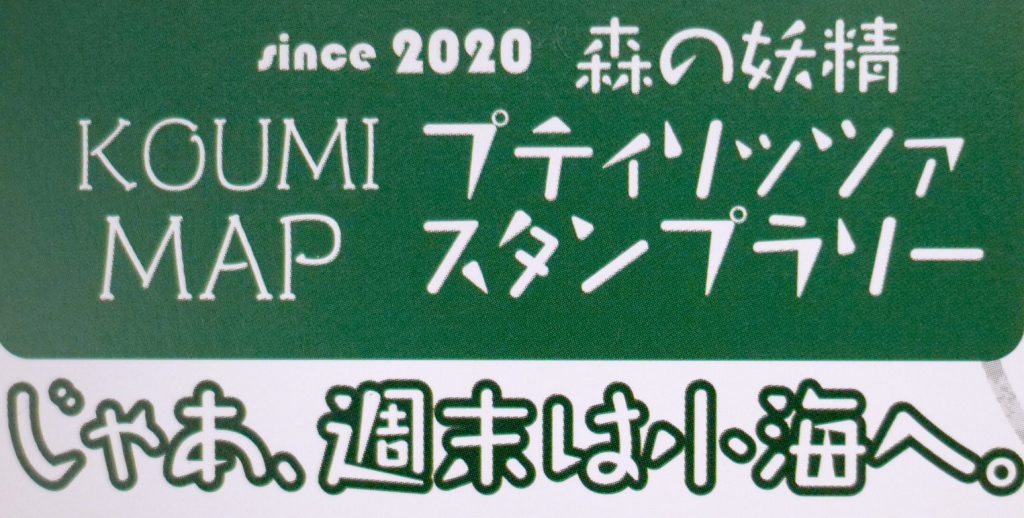 since 2020 森の妖精
KOUMI プティリッツァ
MAP スタンプラリー
じゃあ、週末は小海へ。